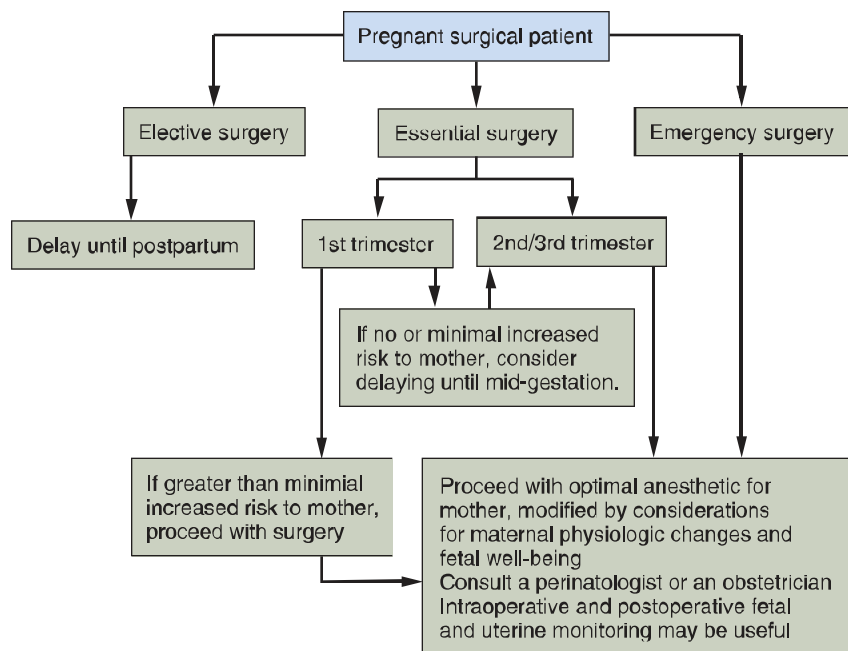 Pregnant surgical patient
Elective surgery
Essential surgery
Emergency surgery
Delay until postpartum
1st trimester
2nd/3rd trimester
If no or minimal increased
risk to mother, consider
delaying until mid-gestation.
If greater than minimial
increased risk to mother,
proceed with surgery
Proceed with optimal anesthetic for
mother, modified by considerations
for maternal physiologic changes and
fetal well-being
Consult a perinatologist or an obstetrician
Intraoperative and postoperative fetal
and uterine monitoring may be useful